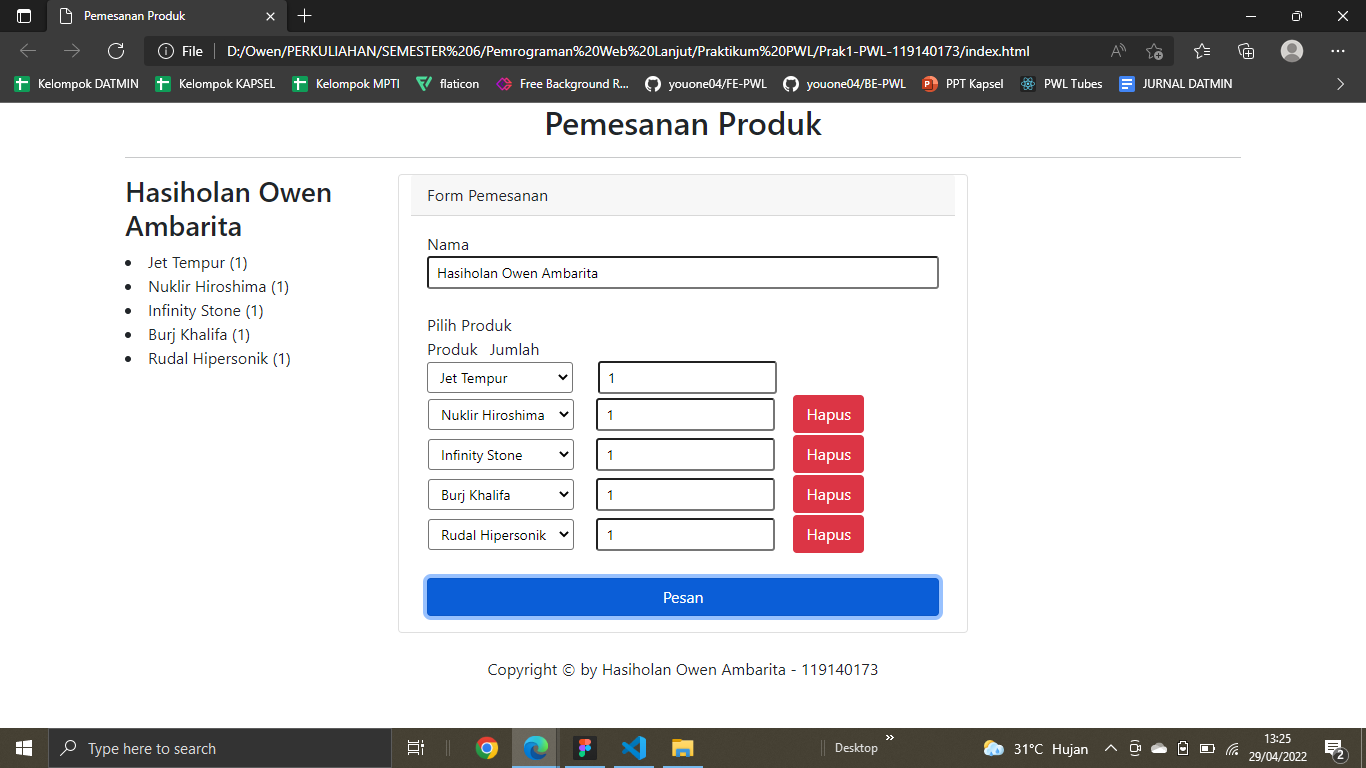 Pemesanan Produk
File
D:/Owen/PERKULIAHAN/SEMESTER%206/Pemrograman%20Web%20Lanjut/Praktikum%20PWL/Prak1-PWL-119140173/index.html
Kelompok DATMIN
Kelompok KAPSEL
Kelompok MPTI
flaticon
Free Background R...
youone04/FE-PWL
youone04/BE-PWL
PPT Kapsel
PWL Tubes
JURNAL DATMIN
Pemesanan Produk
Hasiholan Owen
Ambarita
• Jet Tempur (1)
• Nuklir Hiroshima (1)
• Infinity Stone (1)
• Burj Khalifa (1)
• Rudal Hipersonik (1)
Form Pemesanan
Nama
Hasiholan Owen Ambarita
Pilih Produk
Produk Jumlah
Jet Tempur 1
Nuklir Hiroshima 1 Hapus
Infinity Stone 1 Hapus
Burj Khalifa 1 Hapus
Rudal Hipersonik 1 Hapus
Pesan
Copyright © by Hasiholan Owen Ambarita - 119140173
Type here to search
Desktop
31°C Hujan
13:25
29/04/2022
2